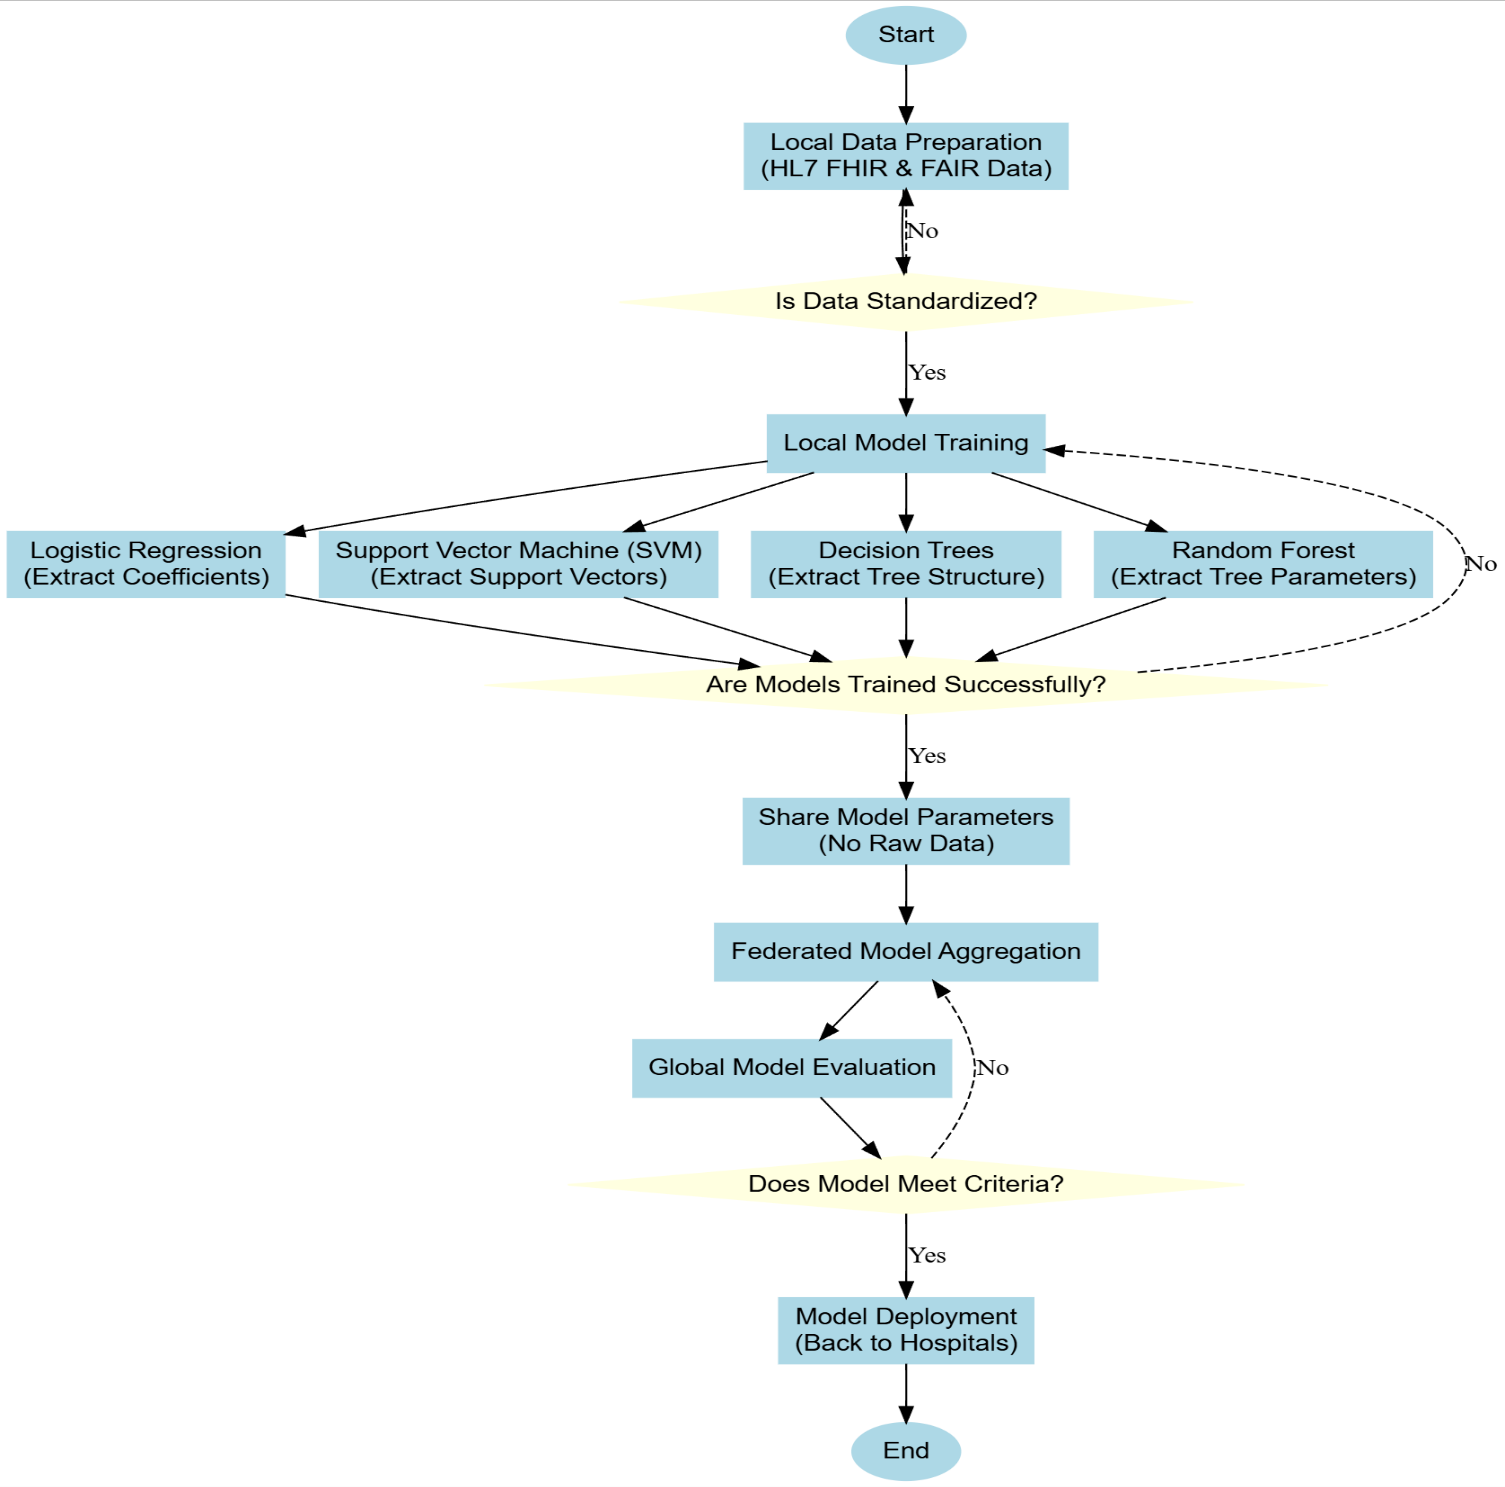 Start
Local Data Preparation
(HL7 FHIR & FAIR Data)
No
Is Data Standardized?
Yes
Local Model Training
Logistic Regression
(Extract Coefficients)
Support Vector Machine (SVM)
(Extract Support Vectors)
Decision Trees
(Extract Tree Structure)
Random Forest
(Extract Tree Parameters)
No
Are Models Trained Successfully?
Yes
Share Model Parameters
(No Raw Data)
Federated Model Aggregation
Global Model Evaluation
No
Does Model Meet Criteria?
Yes
Model Deployment
(Back to Hospitals)
End